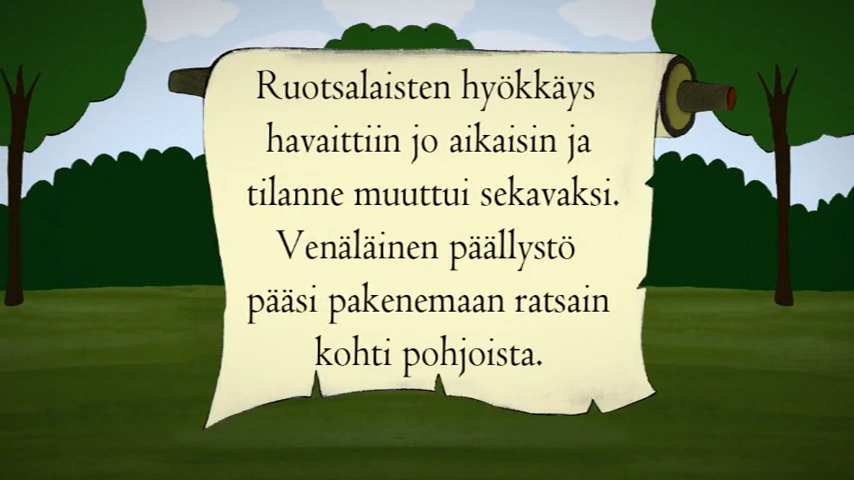 Ruotsalaisten hyökkäys
havaittiin jo aikaisin ja
tilanne muuttui sekavaksi.
Venäläinen päällystö
pääsi pakenemaan ratsain
kohti pohjoista.